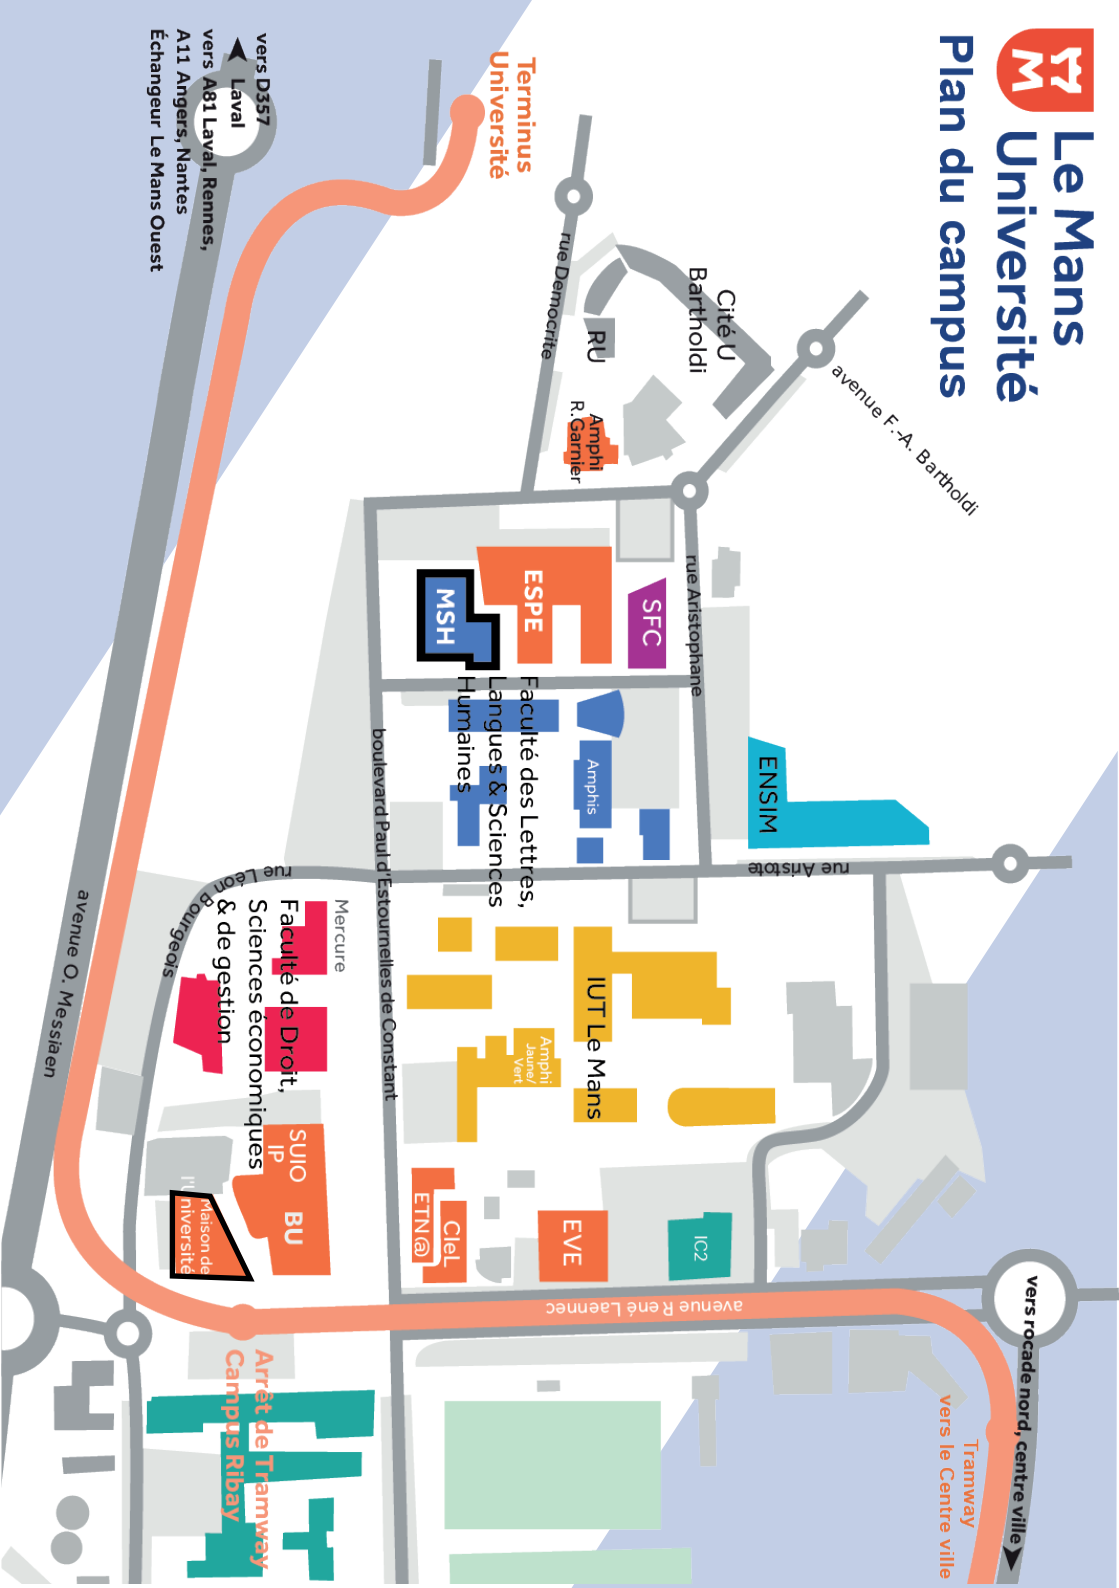 Le Mans
Université
Plan du campus
Terminus
Université
vers D357
Laval
vers A81 Laval, Rennes,
A11 Angers, Nantes
Échangeur Le Mans Ouest
rue Democrite
Cité U
Bartholdi
RU
Amphi
R.Garnier
avenue F.-A. Bartholdi
rue Aristophane
SFC
ESPE
MSH
Faculté des Lettres,
Langues & Sciences
Humaines
Amphis
ENSIM
rue Aristote
boulevard Paul d'Estournelles de Constant
rue Léon Bourgeois
avenue O. Messiaen
Mercure
Faculté de Droit,
Sciences économiques
& de gestion
IUT Le Mans
Amphi
Jaune/
Vert
SUIO
IP
BU
Maison de
l'Université
ETN@
CIeL
EVE
IC2
avenue René Laennec
vers rocade nord, centre ville
Tramway
vers le Centre ville
Arrêt de Tramway
Campus Ribay